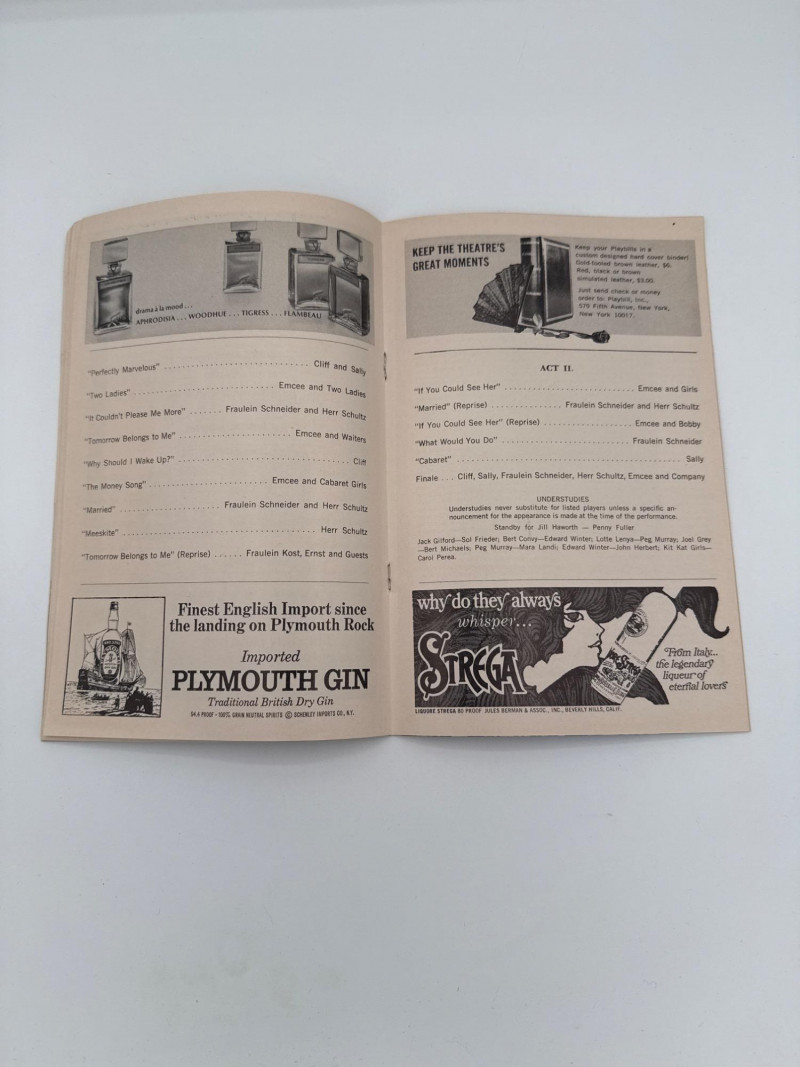 drama à la mood...
APHRODISIA... WOODHUE... TIGRESS... FLAMBEAU
"Perfectly Marvelous" . . . . . . . . . . . . . . . . . . . . . . . . . . . . Cliff and Sally
"Two Ladies" . . . . . . . . . . . . . . . . . . . . . . . . . . . . Emcee and Two Ladies
"It Couldn't Please Me More" . . . . . . . Fraulein Schneider and Herr Schultz
"Tomorrow Belongs to Me" . . . . . . . . . . . . . . . . . . . . . Emcee and Waiters
"Why Should I Wake Up?" . . . . . . . . . . . . . . . . . . . . . . . . . . . . . . . . . Cliff
"The Money Song" . . . . . . . . . . . . . . . . . . . . . . Emcee and Cabaret Girls
"Married" . . . . . . . . . . . . . . . . . . . . . Fraulein Schneider and Herr Schultz
"Meeskite" . . . . . . . . . . . . . . . . . . . . . . . . . . . . . . . . . . . . Herr Schultz
"Tomorrow Belongs to Me" (Reprise) . . . . . . Fraulein Kost, Ernst and Guests
Finest English Import since
the landing on Plymouth Rock
Imported
PLYMOUTH GIN
Traditional British Dry Gin
94.4 PROOF • 100% GRAIN NEUTRAL SPIRITS © SCHENLEY IMPORTS CO., N.Y.
KEEP THE THEATRE'S
GREAT MOMENTS
Keep your Playbills in a
custom designed hard cover binder!
Gold-tooled brown leather, $6.
Red, black or brown
simulated leather, $3.00.
Just send check or money
order to: Playbill, Inc.,
579 Fifth Avenue, New York,
New York 10017.
ACT II.
"If You Could See Her" . . . . . . . . . . . . . . . . . . . . . . . . . . Emcee and Girls
"Married" (Reprise) . . . . . . . . . . . . . . . Fraulein Schneider and Herr Schultz
"If You Could See Her" (Reprise) . . . . . . . . . . . . . . . . . . . Emcee and Bobby
"What Would You Do" . . . . . . . . . . . . . . . . . . . . . . . . . . Fraulein Schneider
"Cabaret" . . . . . . . . . . . . . . . . . . . . . . . . . . . . . . . . . . . . . . . . . . . . . Sally
Finale . . . Cliff, Sally, Fraulein Schneider, Herr Schultz, Emcee and Company
UNDERSTUDIES
Understudies never substitute for listed players unless a specific an-
nouncement for the appearance is made at the time of the performance.
Standby for Jill Haworth — Penny Fuller
Jack Gilford—Sol Frieder; Bert Convy—Edward Winter; Lotte Lenya—Peg Murray; Joel Grey
—Bert Michaels; Peg Murray—Mara Landi; Edward Winter—John Herbert; Kit Kat Girls—
Carol Perea.
why do they always
whisper...
STREGA
"From Italy...
the legendary
liqueur of
eternal lovers"
LIQUORE STREGA 80 PROOF JULES BERMAN & ASSOC., INC., BEVERLY HILLS, CALIF.